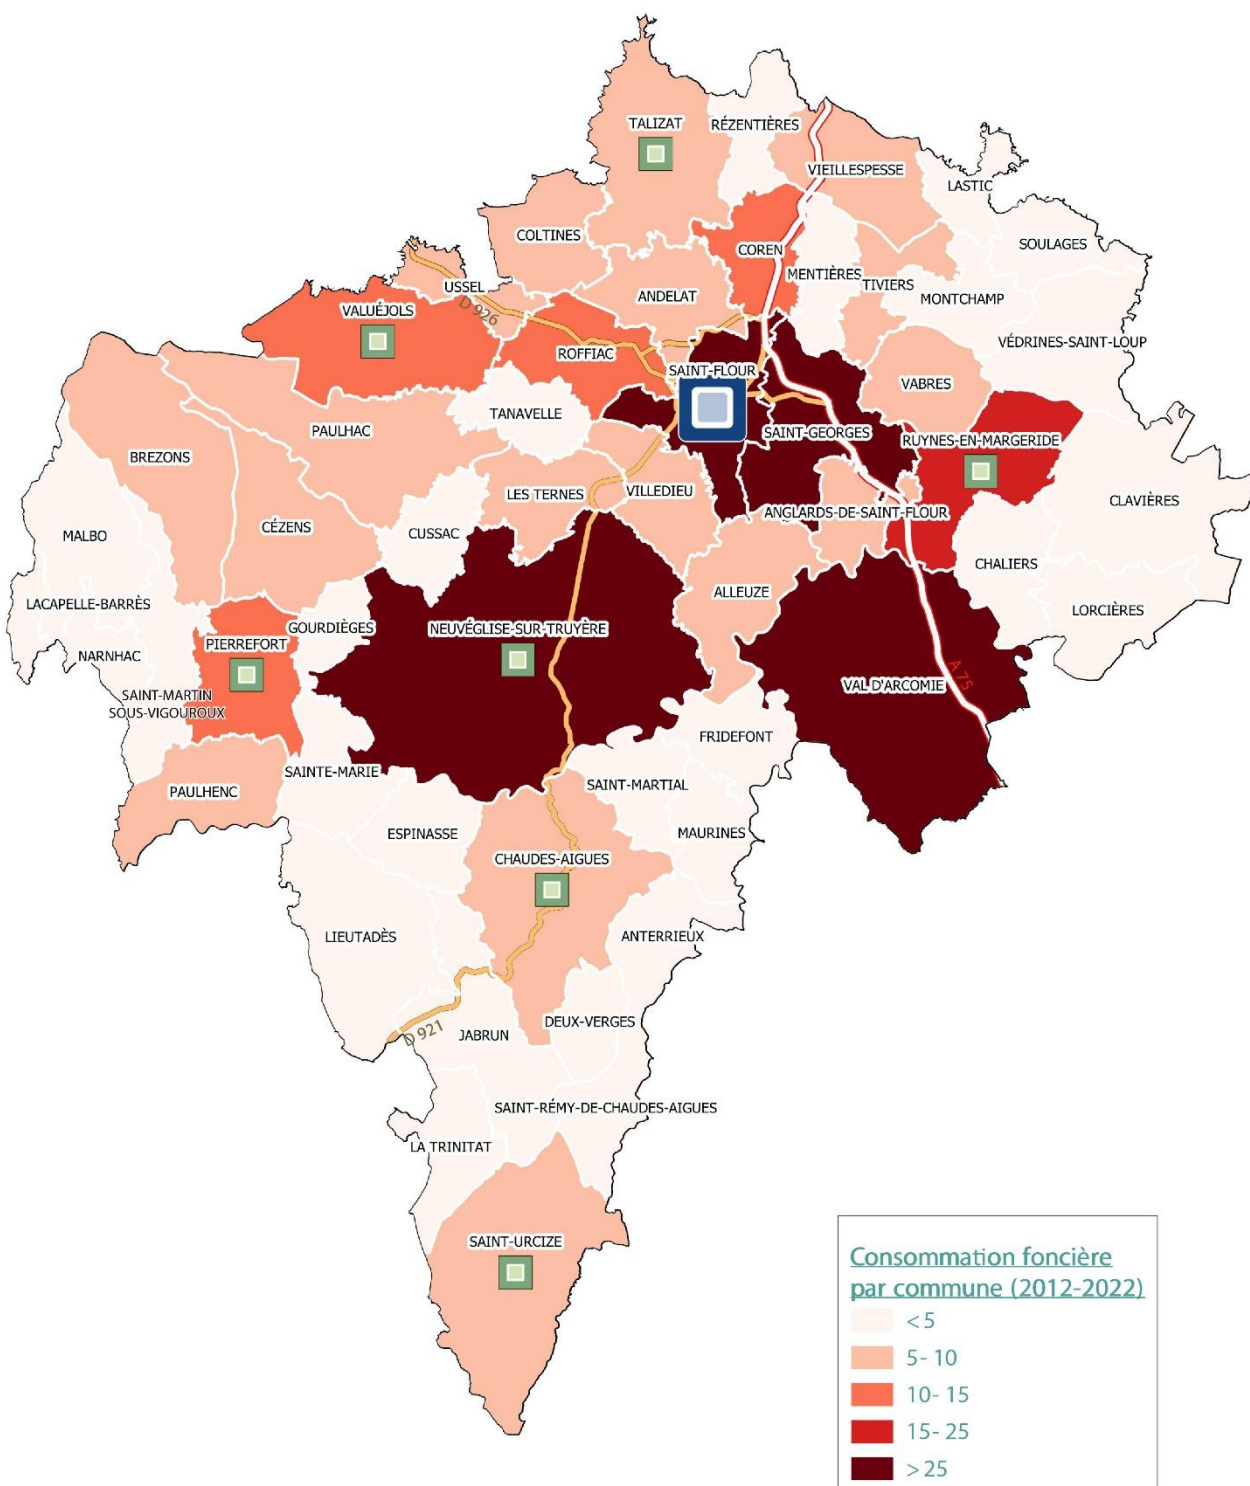 TALIZAT
RÉZENTIÈRES
VIEILLESPESSE
LASTIC
COLTINES
COREN
SOULAGES
MENTIÈRES
USSEL
TIVIERS
ANDELAT
MONTCHAMP
VALUÉJOLS
D 926
VÉDRINES-SAINT-LOUP
ROFFIAC
SAINT-FLOUR
VABRES
TANAVELLE
PAULHAC
SAINT-GEORGES
RUYNES-EN-MARGERIDE
BREZONS
LES TERNES
VILLEDIEU
CLAVIÈRES
CÉZENS
ANGLARDS-DE-SAINT-FLOUR
MALBO
CUSSAC
CHALIERS
ALLEUZE
LACAPELLE-BARRÈS
LORCIÈRES
GOURDIÈGES
NEUVÉGLISE-SUR-TRUYÈRE
PIERREFORT
NARNHAC
A 75
VAL D'ARCOMIE
SAINT-MARTIN
SOUS-VIGOUROUX
FRIDEFONT
SAINTE-MARIE
SAINT-MARTIAL
PAULHENC
ESPINASSE
MAURINES
CHAUDES-AIGUES
LIEUTADÈS
ANTERRIEUX
DEUX-VERGES
D 921
JABRUN
SAINT-RÉMY-DE-CHAUDES-AIGUES
LA TRINITAT
SAINT-URCIZE
Consommation foncière
par commune (2012-2022)
< 5
5- 10
10- 15
15- 25
> 25